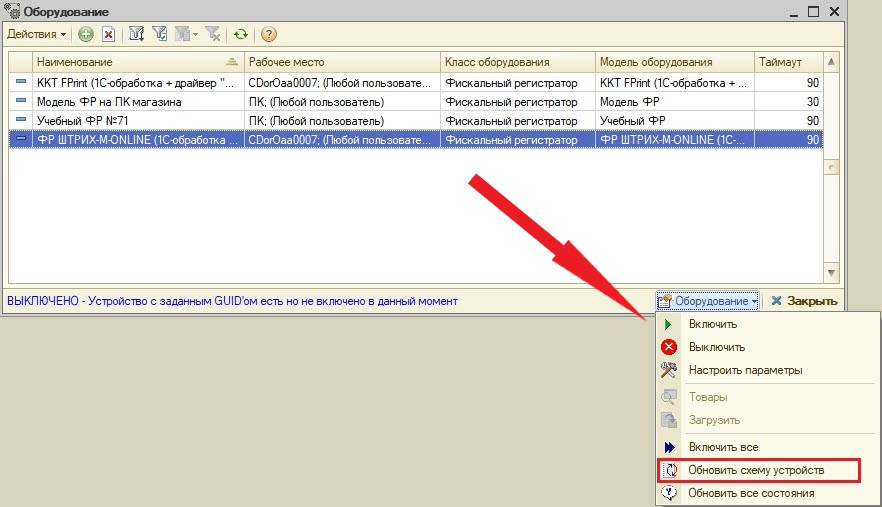 Оборудование
Действия
Наименование Рабочее место Класс оборудования Модель оборудования Таймаут
ККТ FPrint (1С-обработка + драйвер "... CDorOaa0007; (Любой пользовате... Фискальный регистратор ККТ FPrint (1С-обработка + ... 90
Модель ФР на ПК магазина ПК; (Любой пользователь) Фискальный регистратор Модель ФР 30
Учебный ФР №71 ПК; (Любой пользователь) Фискальный регистратор Учебный ФР 90
ФР ШТРИХ-М-ONLINE (1С-обработка ... CDorOaa0007; (Любой пользовате... Фискальный регистратор ФР ШТРИХ-М-ONLINE (1С-... 90
ВЫКЛЮЧЕНО - Устройство с заданным GUID'ом есть но не включено в данный момент
Оборудование Закрыть
Включить
Выключить
Настроить параметры
Товары
Загрузить
Включить все
Обновить схему устройств
Обновить все состояния